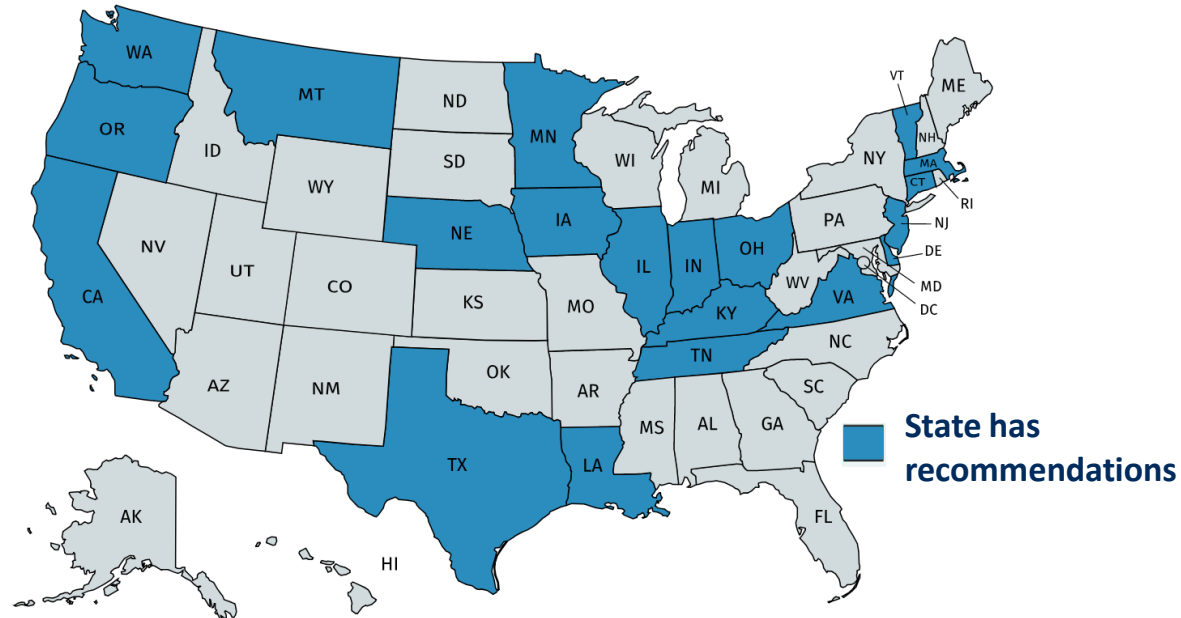 WA
MT
ND
MN
VT
ME
OR
ID
SD
WI
MI
NY
NH
MA
CT
RI
WY
NE
IA
PA
NJ
NV
UT
CO
IL
IN
OH
DE
CA
KS
MO
WV
VA
MD
DC
KY
AZ
NM
OK
AR
TN
NC
SC
MS
AL
GA
TX
LA
FL
AK
HI
State has
recommendations